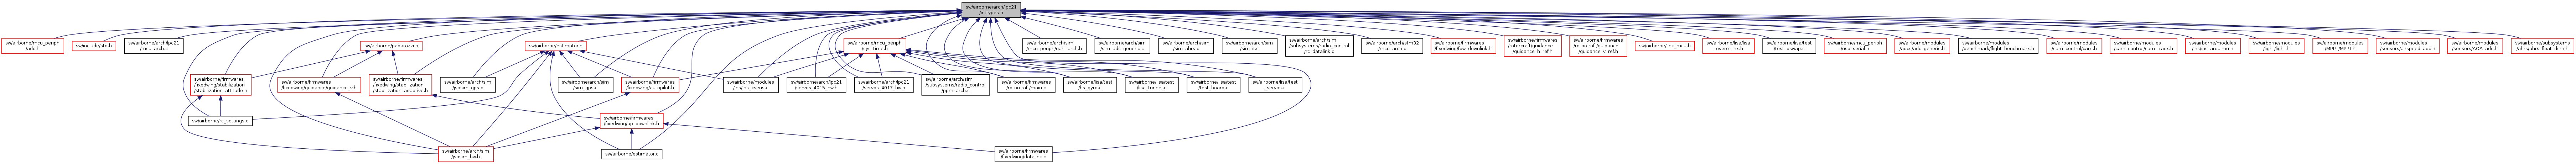 sw/airborne/arch/lpc21
/inttypes.h
sw/airborne/mcu_periph
/adc.h
sw/include/std.h
sw/airborne/arch/lpc21
/mcu_arch.c
sw/airborne/paparazzi.h
sw/airborne/estimator.h
sw/airborne/mcu_periph
/sys_time.h
sw/airborne/arch/sim
/mcu_periph/uart_arch.h
sw/airborne/arch/sim
/sim_adc_generic.c
sw/airborne/arch/sim
/sim_ahrs.c
sw/airborne/arch/sim
/sim_ir.c
sw/airborne/arch/sim
/subsystems/radio_control
/rc_datalink.c
sw/airborne/arch/stm32
/mcu_arch.c
sw/airborne/firmwares
/fixedwing/fbw_downlink.h
sw/airborne/firmwares
/rotorcraft/guidance
/guidance_h_ref.h
sw/airborne/firmwares
/rotorcraft/guidance
/guidance_v_ref.h
sw/airborne/link_mcu.h
sw/airborne/lisa/lisa
_overo_link.h
sw/airborne/lisa/test
/test_bswap.c
sw/airborne/mcu_periph
/usb_serial.h
sw/airborne/modules
/adcs/adc_generic.c
sw/airborne/modules
/benchmark/flight_benchmark.h
sw/airborne/modules
/cam_control/cam.h
sw/airborne/modules
/cam_control/cam_track.h
sw/airborne/modules
/ins/ins_arduimu.h
sw/airborne/modules
/light/light.h
sw/airborne/modules
/MPPT/MPPT.h
sw/airborne/modules
/sensors/airspeed_adc.h
sw/airborne/modules
/sensors/AOA_adc.h
sw/airborne/subsystems
/ahrs/ahrs_float_dcm.h
sw/airborne/firmwares
/fixedwing/stabilization
/stabilization_attitude.h
sw/airborne/firmwares
/fixedwing/guidance/guidance_v.h
sw/airborne/firmwares
/fixedwing/stabilization
/stabilization_adaptive.h
sw/airborne/arch/sim
/jsbsim_gps.c
sw/airborne/arch/sim
/sim_gps.c
sw/airborne/firmwares
/fixedwing/autopilot.h
sw/airborne/modules
/ins/ins_xsens.c
sw/airborne/arch/lpc21
/servos_4015_hw.h
sw/airborne/arch/lpc21
/servos_4017_hw.h
sw/airborne/arch/sim
/subsystems/radio_control
/ppm_arch.c
sw/airborne/firmwares
/rotorcraft/main.c
sw/airborne/lisa/test
/hs_gyro.c
sw/airborne/lisa/test
/lisa_tunnel.c
sw/airborne/lisa/test
/test_board.c
sw/airborne/lisa/test
_servos.c
sw/airborne/rc_settings.c
sw/airborne/firmwares
/fixedwing/ap_downlink.h
sw/airborne/arch/sim
/jsbsim_hw.h
sw/airborne/estimator.c
sw/airborne/firmwares
/fixedwing/datalink.c